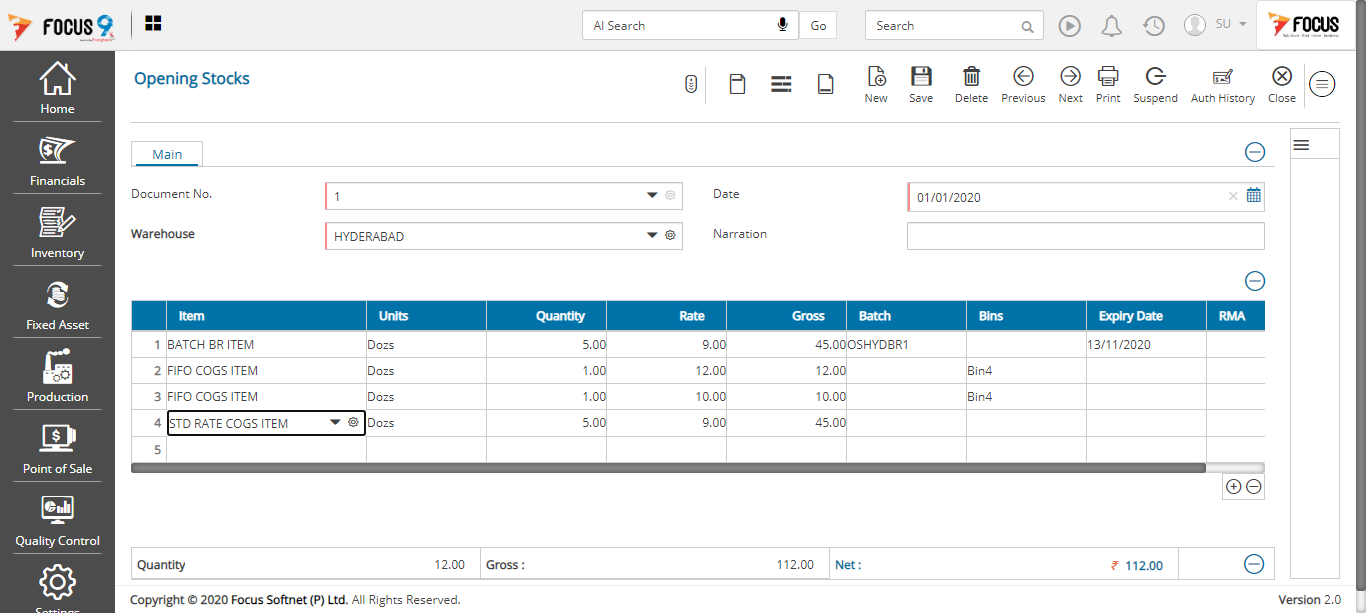 FOCUS 9
AI Search
Go
Search
SU
FOCUS
Home
Financials
Inventory
Fixed Asset
Production
Point of Sale
Quality Control
Settings
Opening Stocks
New Save Delete Previous Next Print Suspend Auth History Close
Main
Document No. 1 Date 01/01/2020
Warehouse HYDERABAD Narration
Item Units Quantity Rate Gross Batch Bins Expiry Date RMA
1 BATCH BR ITEM Dozs 5.00 9.00 45.00 OSHYDBR1 13/11/2020
2 FIFO COGS ITEM Dozs 1.00 12.00 12.00 Bin4
3 FIFO COGS ITEM Dozs 1.00 10.00 10.00 Bin4
4 STD RATE COGS ITEM Dozs 5.00 9.00 45.00
5
Quantity 12.00 Gross : 112.00 Net : ₹ 112.00
Copyright © 2020 Focus Softnet (P) Ltd. All Rights Reserved. Version 2.0